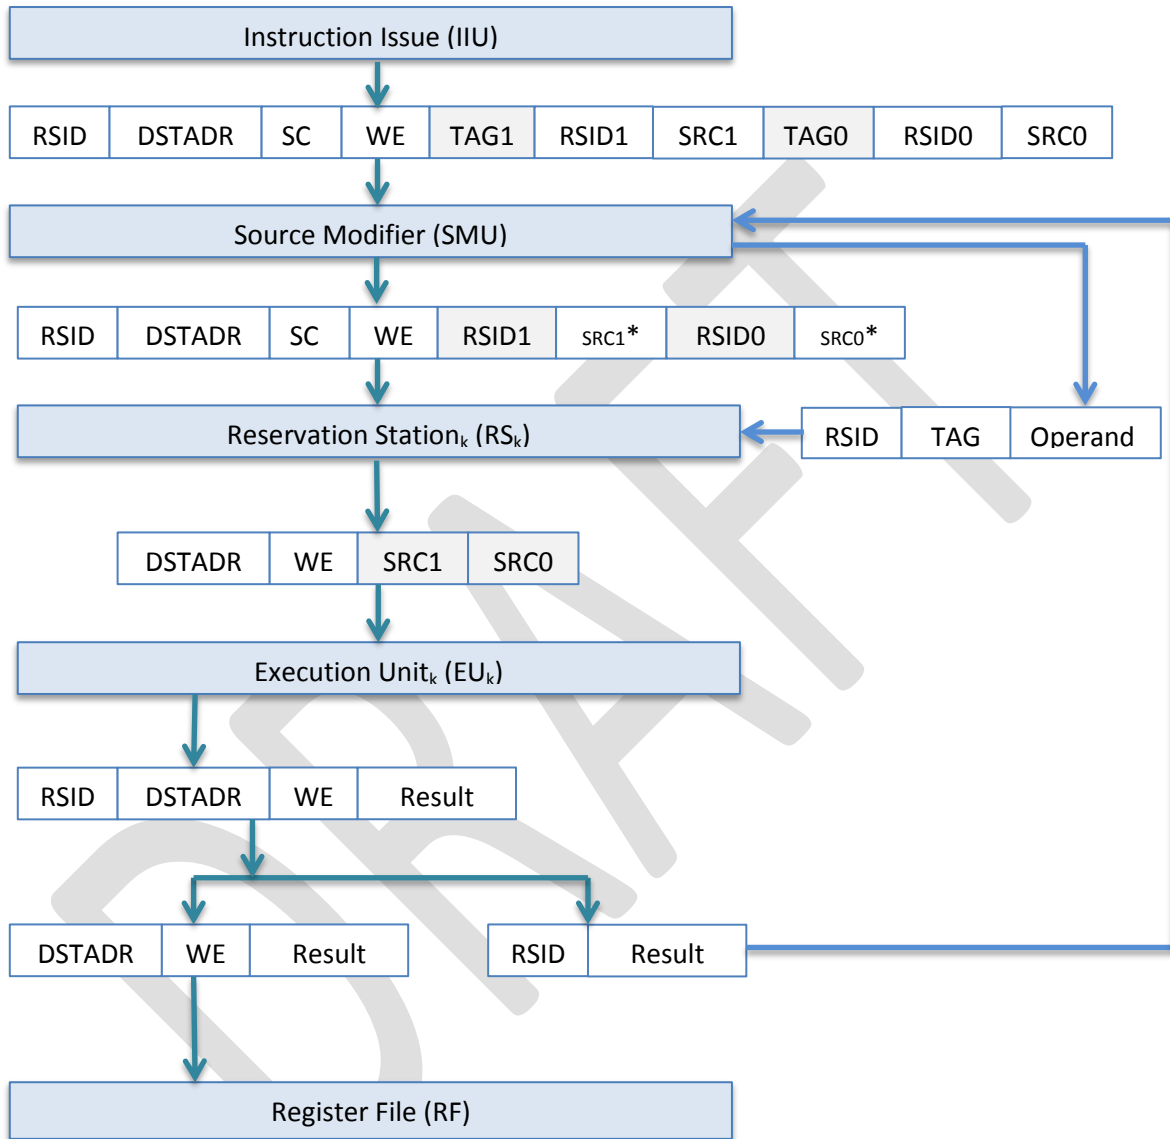 Instruction Issue (IIU)
RSID DSTADR SC WE TAG1 RSID1 SRC1 TAG0 RSID0 SRC0
Source Modifier (SMU)
RSID DSTADR SC WE RSID1 SRC1* RSID0 SRC0*
Reservation Stationₖ (RSₖ)
RSID TAG Operand
DSTADR WE SRC1 SRC0
Execution Unitₖ (EUₖ)
RSID DSTADR WE Result
DSTADR WE Result
RSID Result
Register File (RF)
DRAFT